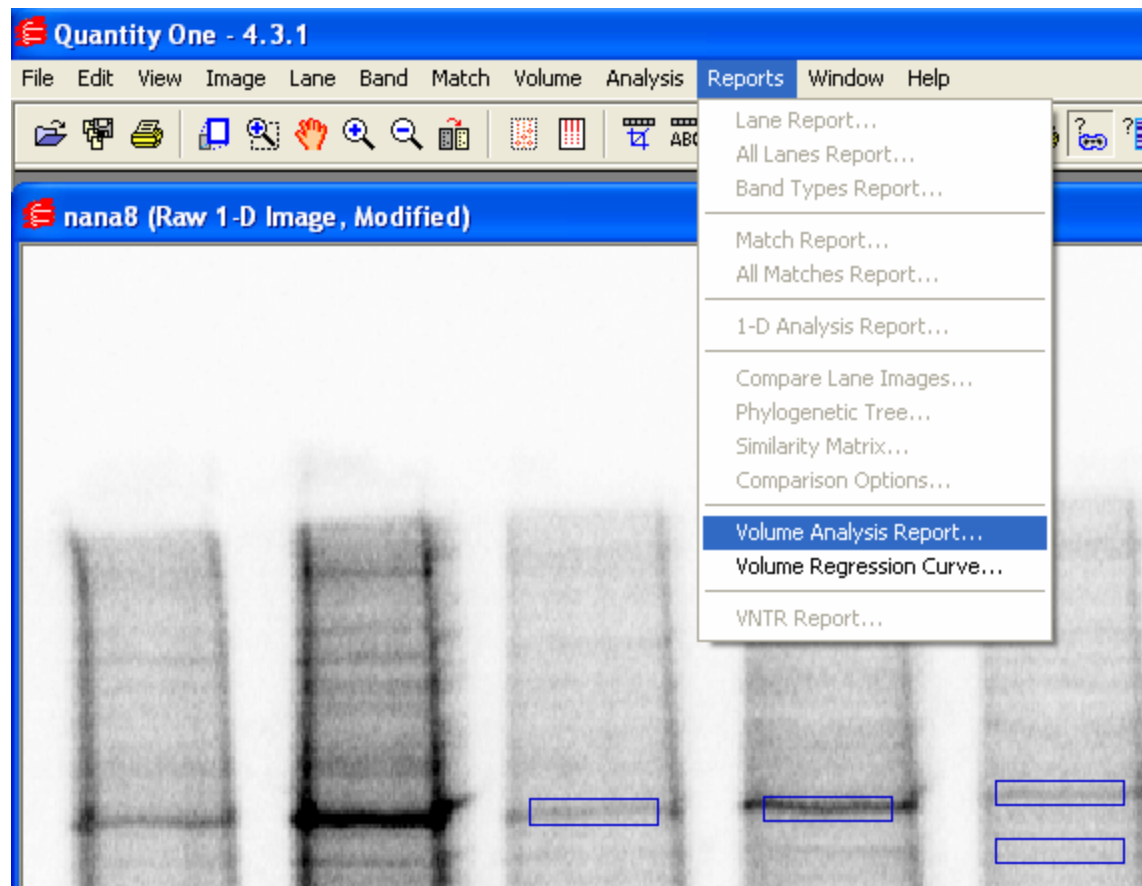 Quantity One - 4.3.1
File Edit View Image Lane Band Match Volume Analysis Reports Window Help
ABC
? ?
nana8 (Raw 1-D Image, Modified)
Lane Report...
All Lanes Report...
Band Types Report...
Match Report...
All Matches Report...
1-D Analysis Report...
Compare Lane Images...
Phylogenetic Tree...
Similarity Matrix...
Comparison Options...
Volume Analysis Report...
Volume Regression Curve...
VNTR Report...